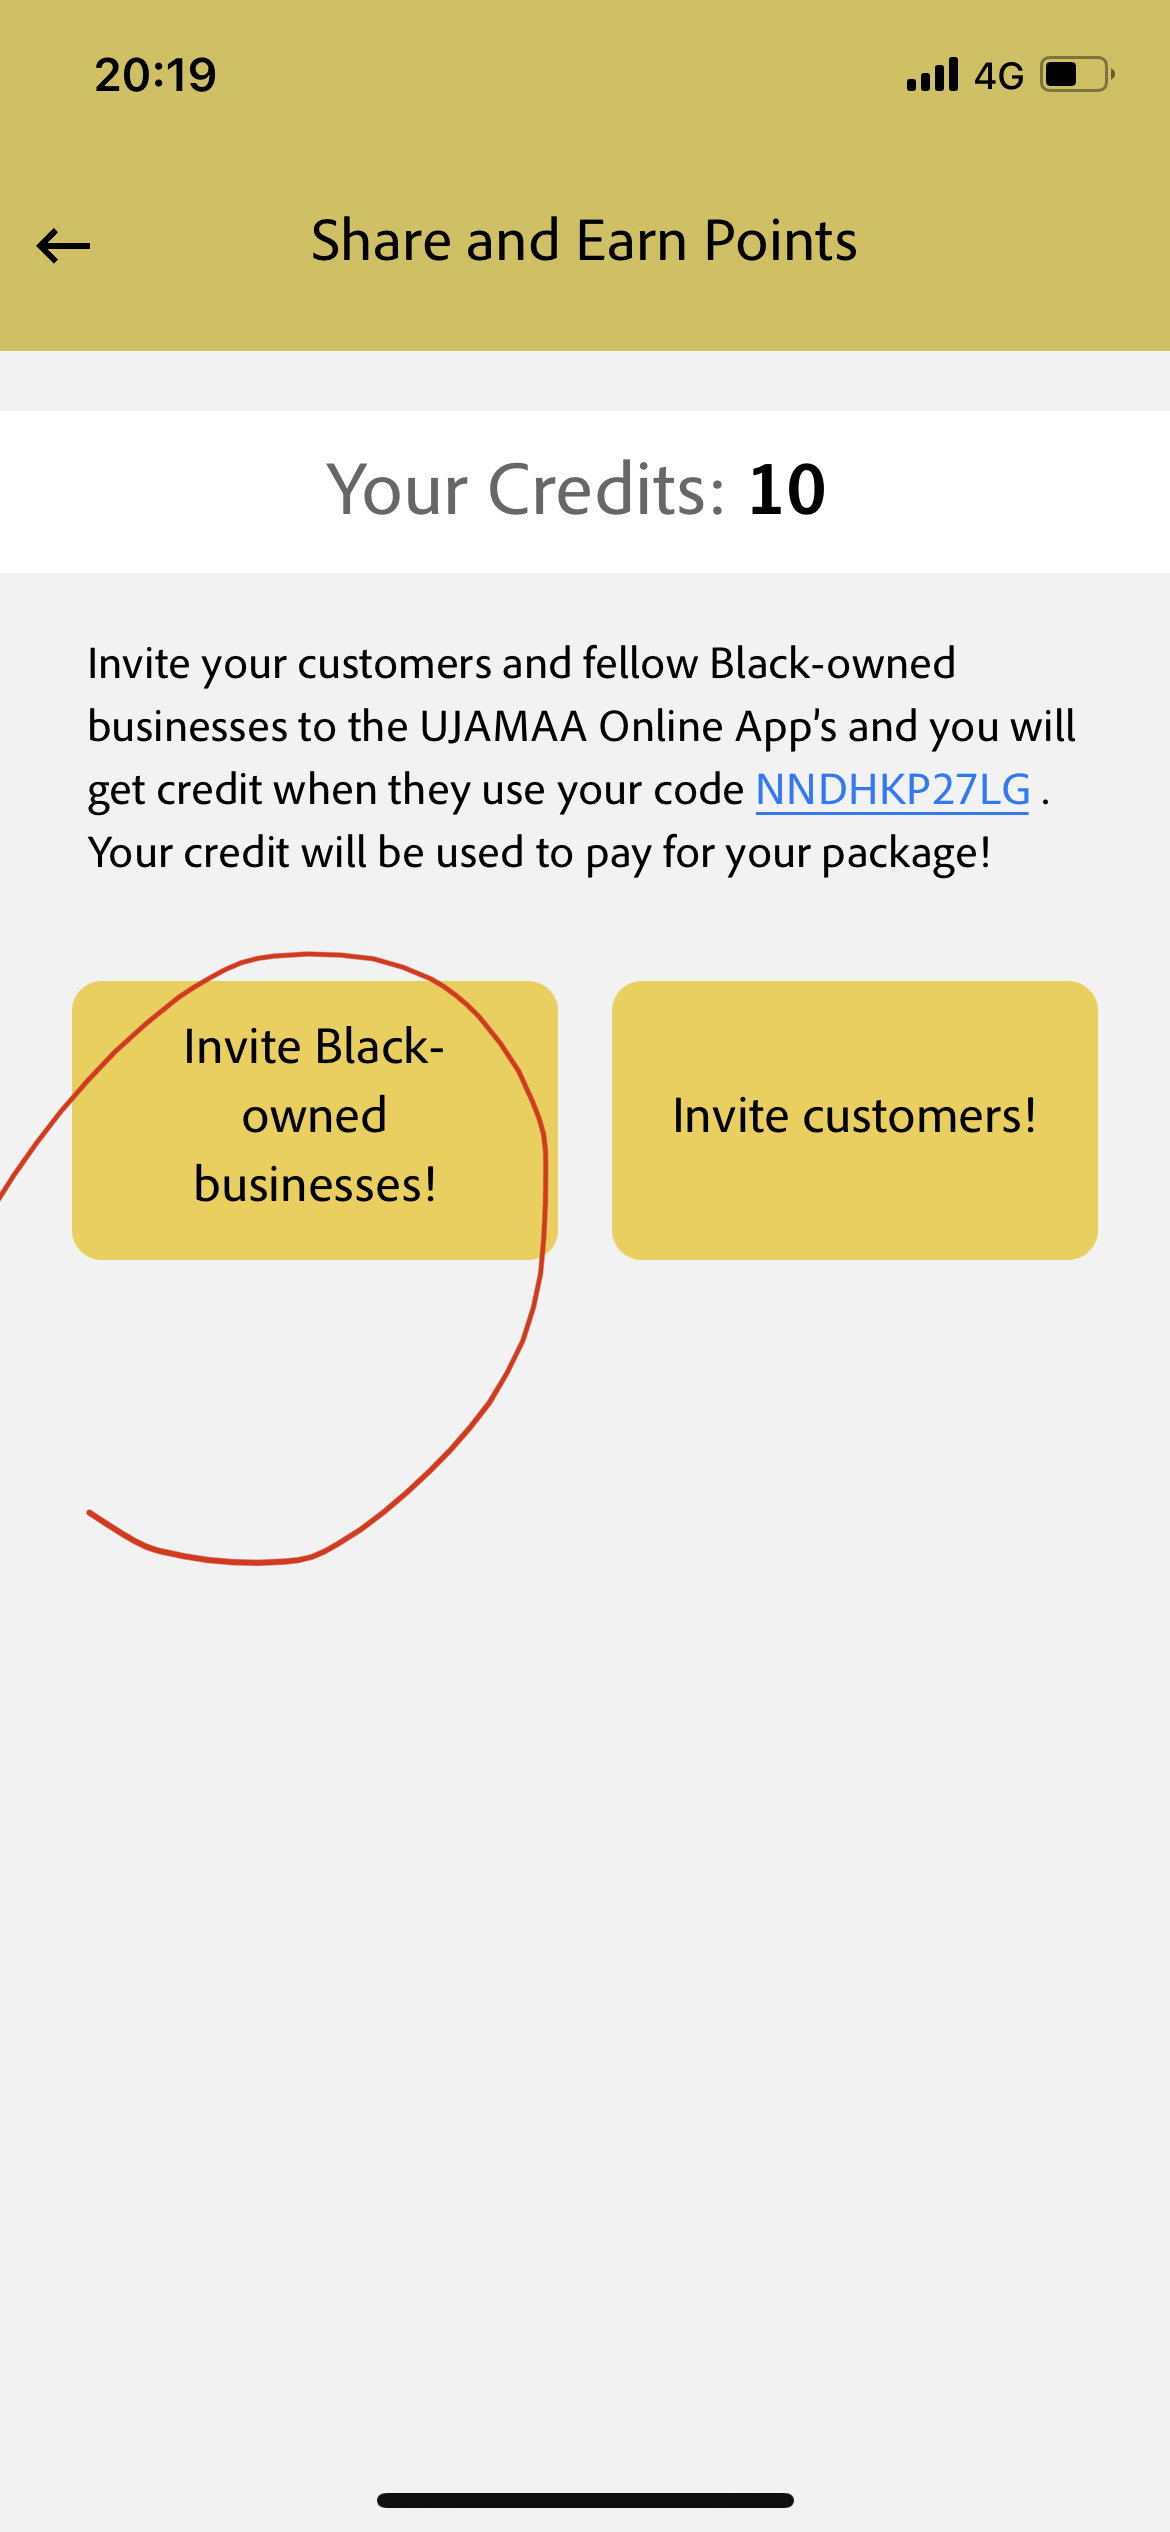 20:19 4G
Share and Earn Points
Your Credits: 10
Invite your customers and fellow Black-owned
businesses to the UJAMAA Online App's and you will
get credit when they use your code NNDHKP27LG .
Your credit will be used to pay for your package!
Invite Black-
owned
businesses!
Invite customers!